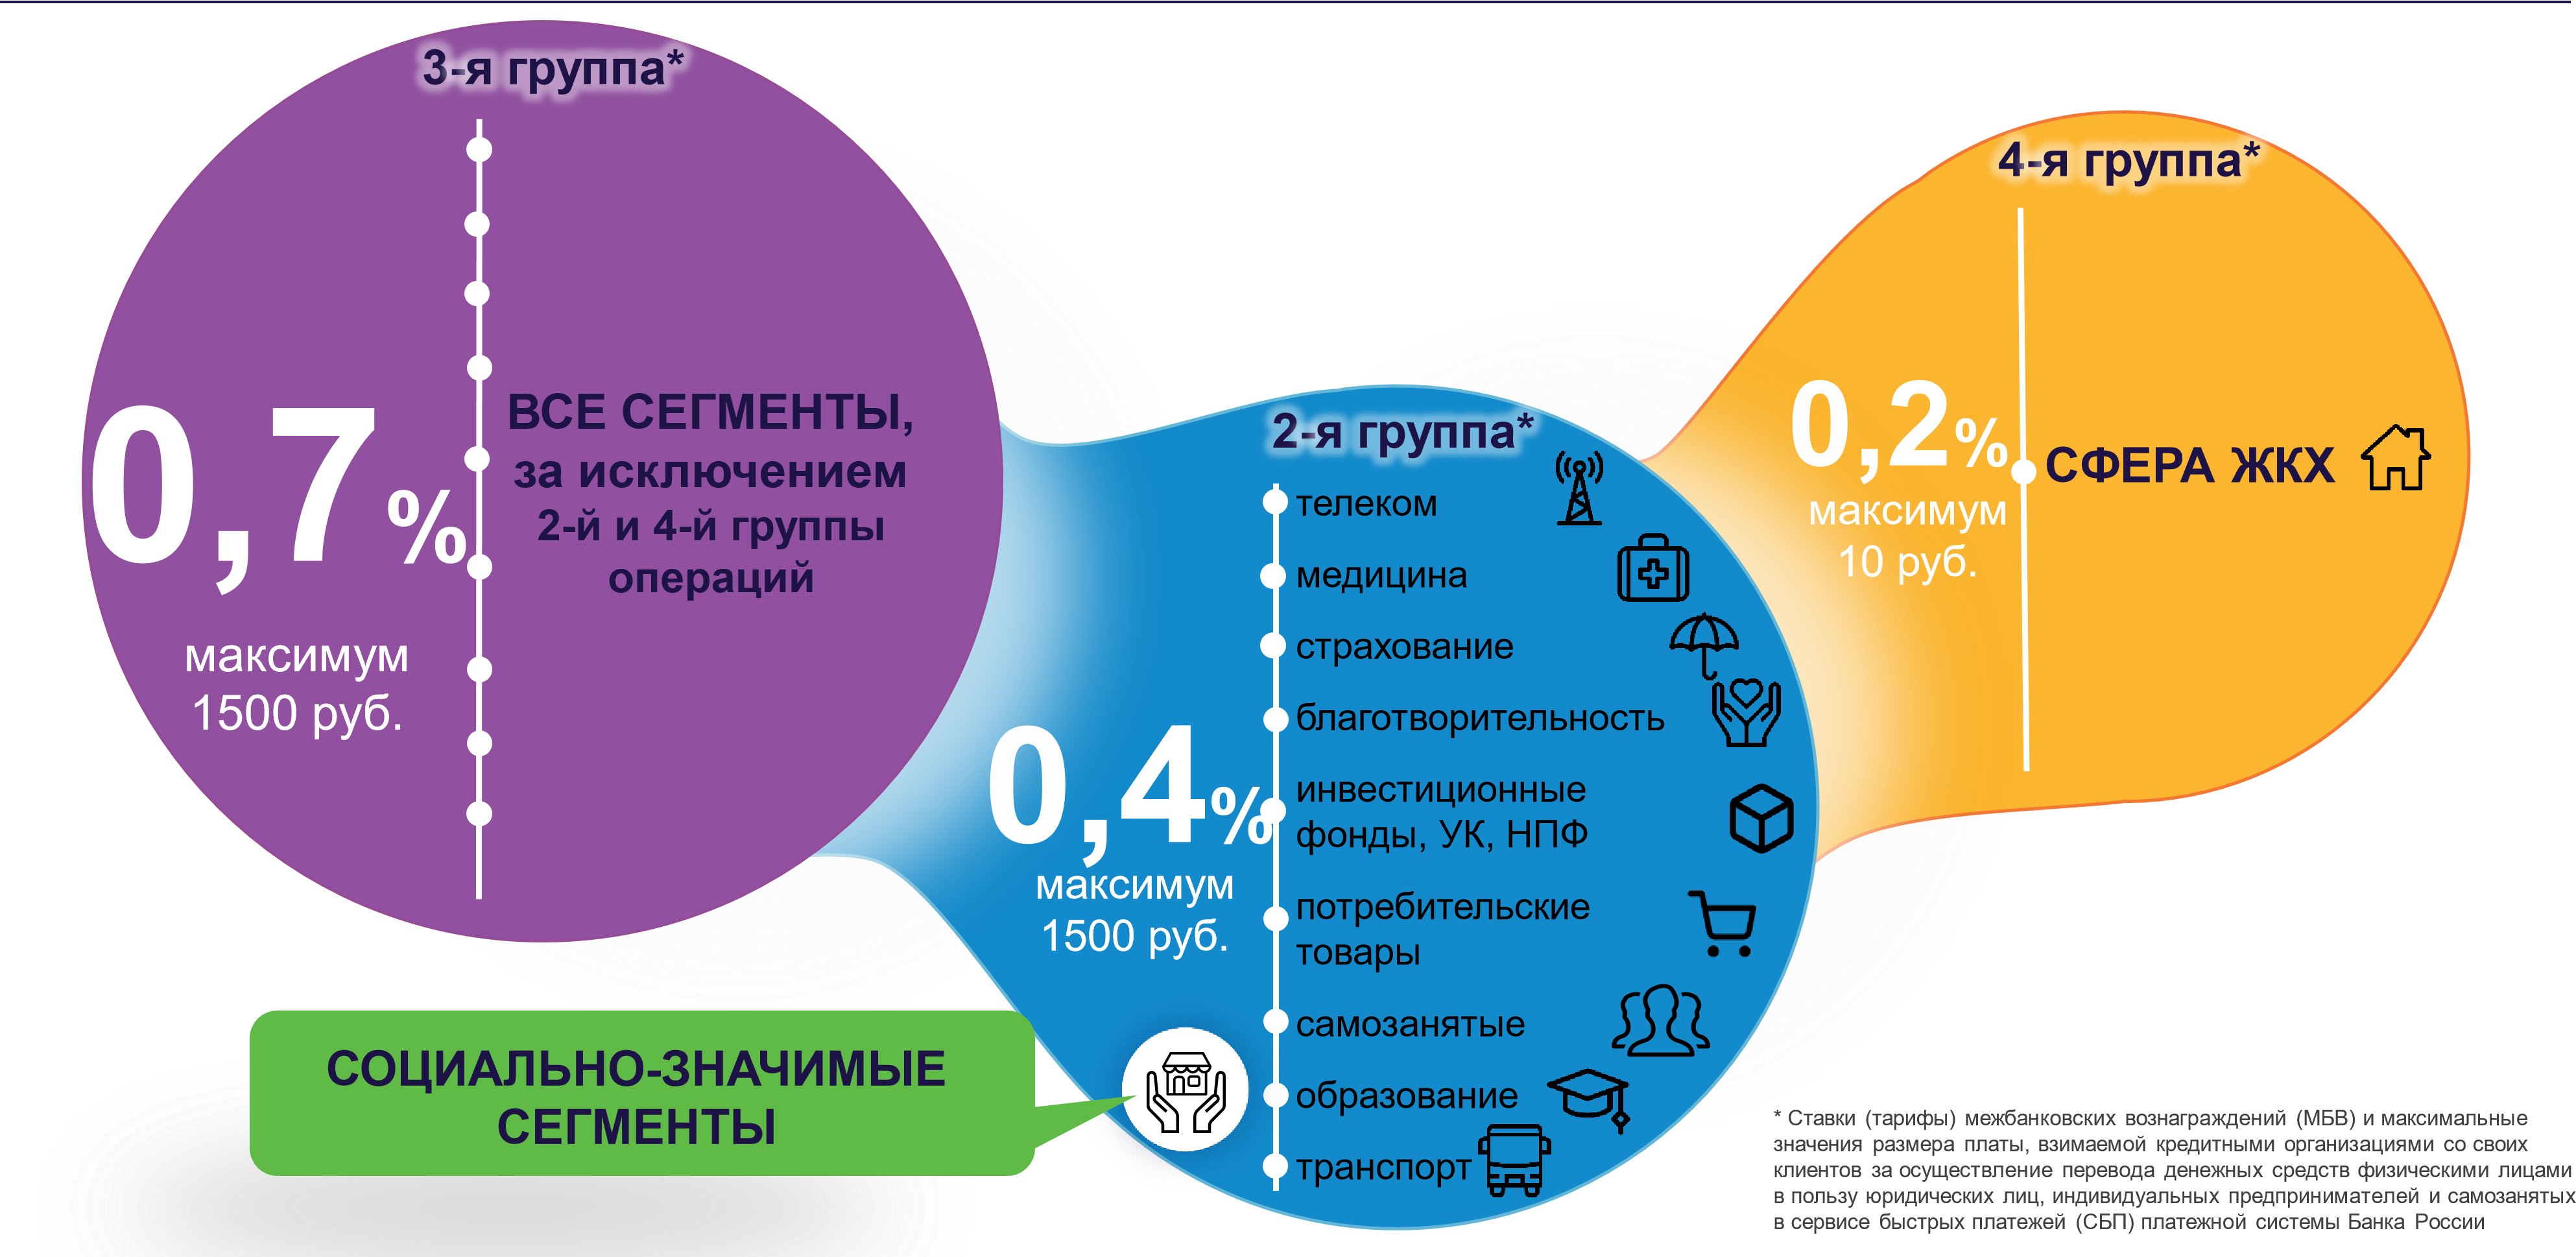 3-я группа*
0,7%
максимум
1500 руб.
ВСЕ СЕГМЕНТЫ,
за исключением
2-й и 4-й группы
операций
2-я группа*
0,4%
максимум
1500 руб.
телеком
медицина
страхование
благотворительность
инвестиционные
фонды, УК, НПФ
потребительские
товары
самозанятые
образование
транспорт
СОЦИАЛЬНО-ЗНАЧИМЫЕ
СЕГМЕНТЫ
4-я группа*
0,2%
максимум
10 руб.
СФЕРА ЖКХ
* Ставки (тарифы) межбанковских вознаграждений (МБВ) и максимальные
значения размера платы, взимаемой кредитными организациями со своих
клиентов за осуществление перевода денежных средств физическими лицами
в пользу юридических лиц, индивидуальных предпринимателей и самозанятых
в сервисе быстрых платежей (СБП) платежной системы Банка России